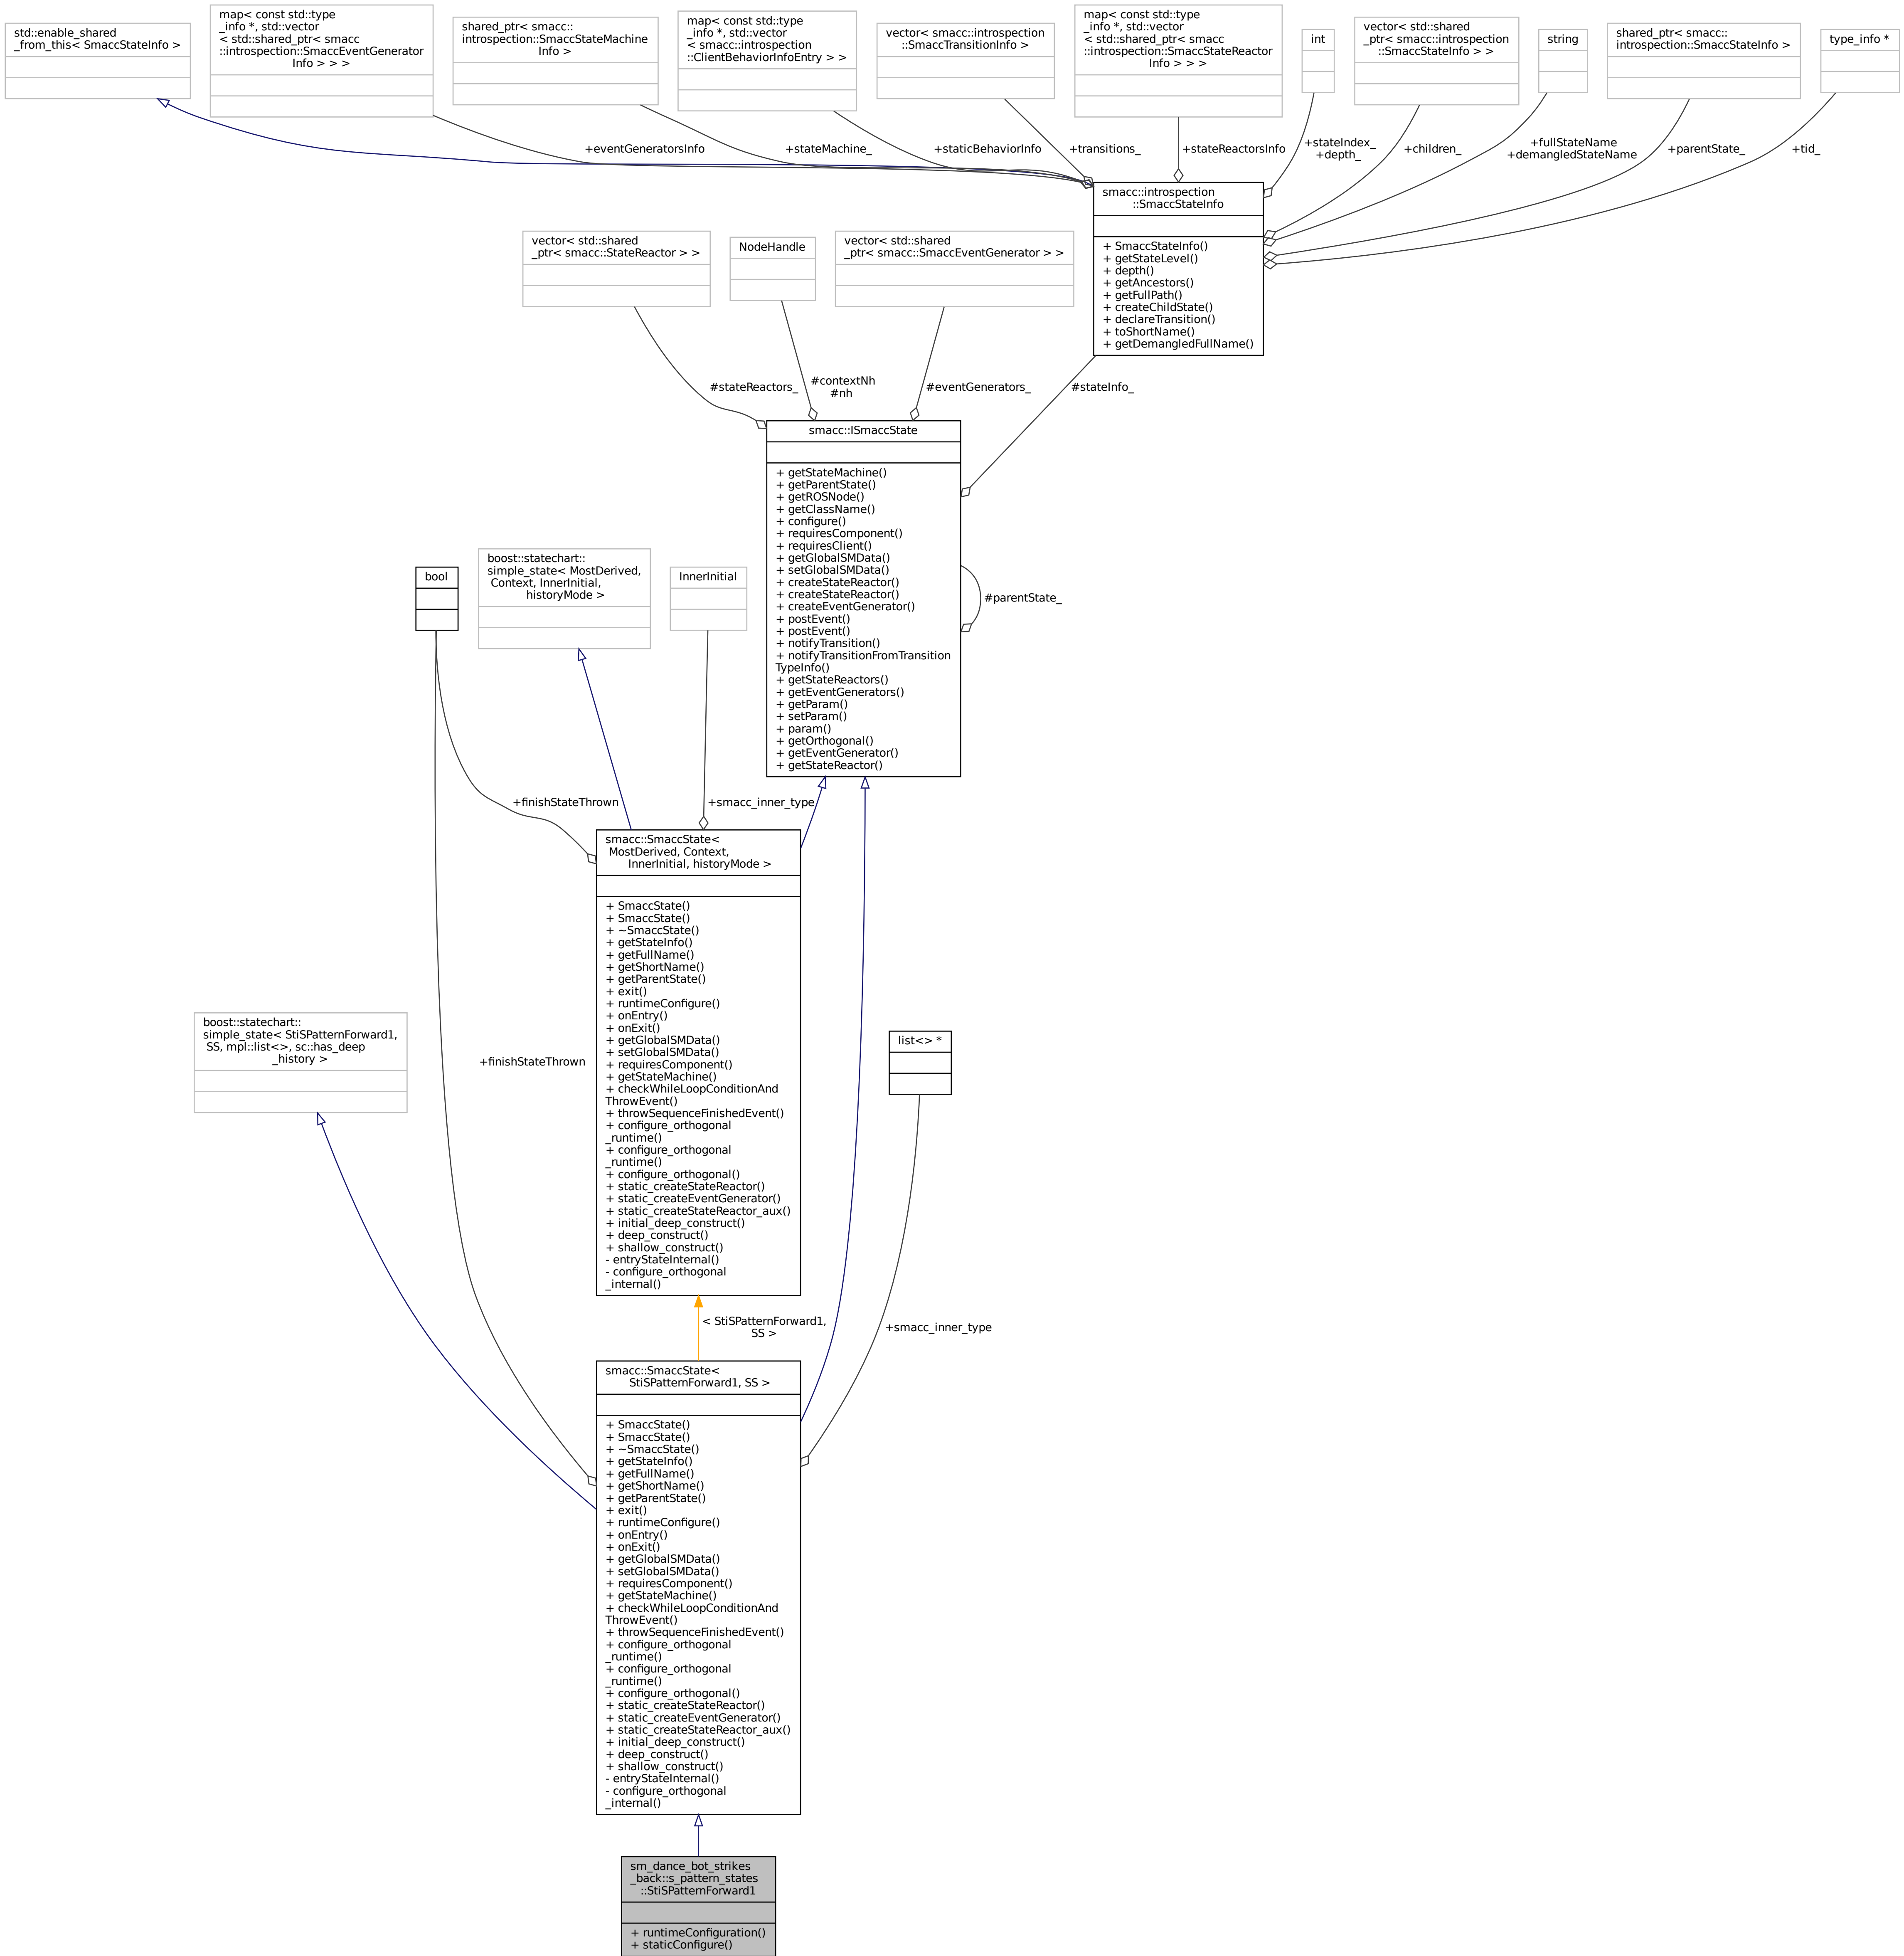 std::enable_shared
_from_this< SmaccStateInfo >
map< const std::type
_info *, std::vector
< std::shared_ptr< smacc
::introspection::SmaccEventGenerator
Info > > >
shared_ptr< smacc::
introspection::SmaccStateMachine
Info >
map< const std::type
_info *, std::vector
< smacc::introspection
::ClientBehaviorInfoEntry > >
vector< smacc::introspection
::SmaccTransitionInfo >
map< const std::type
_info *, std::vector
< std::shared_ptr< smacc
::introspection::SmaccStateReactor
Info > > >
int
vector< std::shared
_ptr< smacc::introspection
::SmaccStateInfo > >
string
shared_ptr< smacc::
introspection::SmaccStateInfo >
type_info *
+eventGeneratorsInfo
+stateMachine_
+staticBehaviorInfo
+transitions_
+stateReactorsInfo
+stateIndex_
+depth_
+children_
+fullStateName
+demangledStateName
+parentState_
+tid_
smacc::introspection
::SmaccStateInfo
+ SmaccStateInfo()
+ getStateLevel()
+ depth()
+ getAncestors()
+ getFullPath()
+ createChildState()
+ declareTransition()
+ toShortName()
+ getDemangledFullName()
vector< std::shared
_ptr< smacc::StateReactor > >
NodeHandle
vector< std::shared
_ptr< smacc::SmaccEventGenerator > >
#stateReactors_
#contextNh
#nh
#eventGenerators_
#stateInfo_
smacc::ISmaccState
+ getStateMachine()
+ getParentState()
+ getROSNode()
+ getClassName()
+ configure()
+ requiresComponent()
+ requiresClient()
+ getGlobalSMData()
+ setGlobalSMData()
+ createStateReactor()
+ createStateReactor()
+ createEventGenerator()
+ postEvent()
+ postEvent()
+ notifyTransition()
+ notifyTransitionFromTransition
TypeInfo()
+ getStateReactors()
+ getEventGenerators()
+ getParam()
+ setParam()
+ param()
+ getOrthogonal()
+ getEventGenerator()
+ getStateReactor()
#parentState_
bool
boost::statechart::
simple_state< MostDerived,
Context, InnerInitial,
historyMode >
InnerInitial
+finishStateThrown
+smacc_inner_type
smacc::SmaccState<
MostDerived, Context,
InnerInitial, historyMode >
+ SmaccState()
+ SmaccState()
+ ~SmaccState()
+ getStateInfo()
+ getFullName()
+ getShortName()
+ getParentState()
+ exit()
+ runtimeConfigure()
+ onEntry()
+ onExit()
+ getGlobalSMData()
+ setGlobalSMData()
+ requiresComponent()
+ getStateMachine()
+ checkWhileLoopConditionAnd
ThrowEvent()
+ throwSequenceFinishedEvent()
+ configure_orthogonal
_runtime()
+ configure_orthogonal
_runtime()
+ configure_orthogonal()
+ static_createStateReactor()
+ static_createEventGenerator()
+ static_createStateReactor_aux()
+ initial_deep_construct()
+ deep_construct()
+ shallow_construct()
- entryStateInternal()
- configure_orthogonal
_internal()
boost::statechart::
simple_state< StiSPatternForward1,
SS, mpl::list<>, sc::has_deep
_history >
+finishStateThrown
list<> *
< StiSPatternForward1,
SS >
+smacc_inner_type
smacc::SmaccState<
StiSPatternForward1, SS >
+ SmaccState()
+ SmaccState()
+ ~SmaccState()
+ getStateInfo()
+ getFullName()
+ getShortName()
+ getParentState()
+ exit()
+ runtimeConfigure()
+ onEntry()
+ onExit()
+ getGlobalSMData()
+ setGlobalSMData()
+ requiresComponent()
+ getStateMachine()
+ checkWhileLoopConditionAnd
ThrowEvent()
+ throwSequenceFinishedEvent()
+ configure_orthogonal
_runtime()
+ configure_orthogonal
_runtime()
+ configure_orthogonal()
+ static_createStateReactor()
+ static_createEventGenerator()
+ static_createStateReactor_aux()
+ initial_deep_construct()
+ deep_construct()
+ shallow_construct()
- entryStateInternal()
- configure_orthogonal
_internal()
sm_dance_bot_strikes
_back::s_pattern_states
::StiSPatternForward1
+ runtimeConfiguration()
+ staticConfigure()